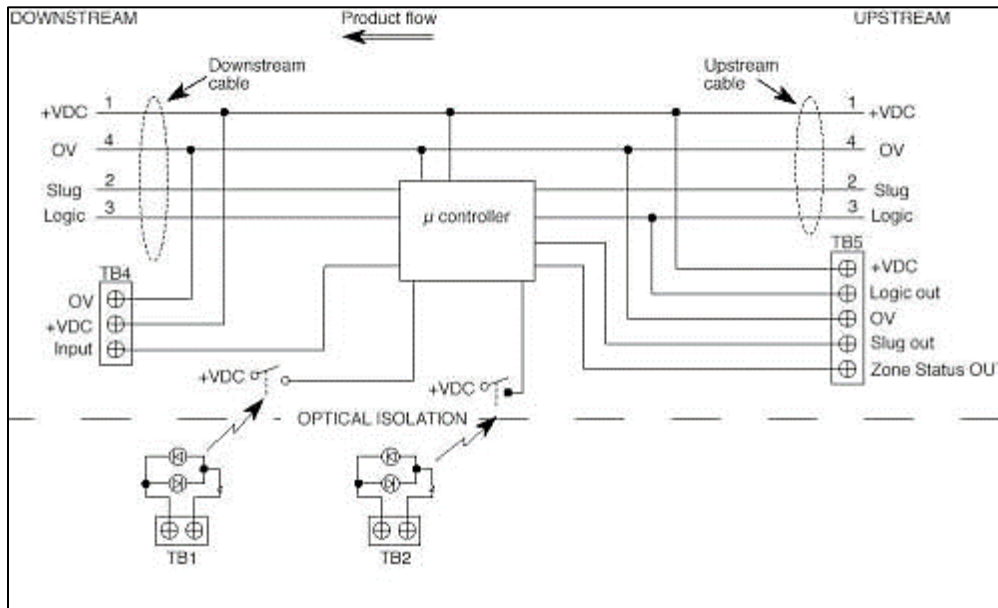 DOWNSTREAM
Product flow
UPSTREAM
Downstream
cable
Upstream
cable
+VDC 1
1 +VDC
OV 4
4 OV
Slug 2
2 Slug
Logic 3
3 Logic
μ controller
TB4
OV
+VDC
Input
TB5
+VDC
Logic out
OV
Slug out
Zone Status OUT
+VDC
+VDC
OPTICAL ISOLATION
TB1
TB2